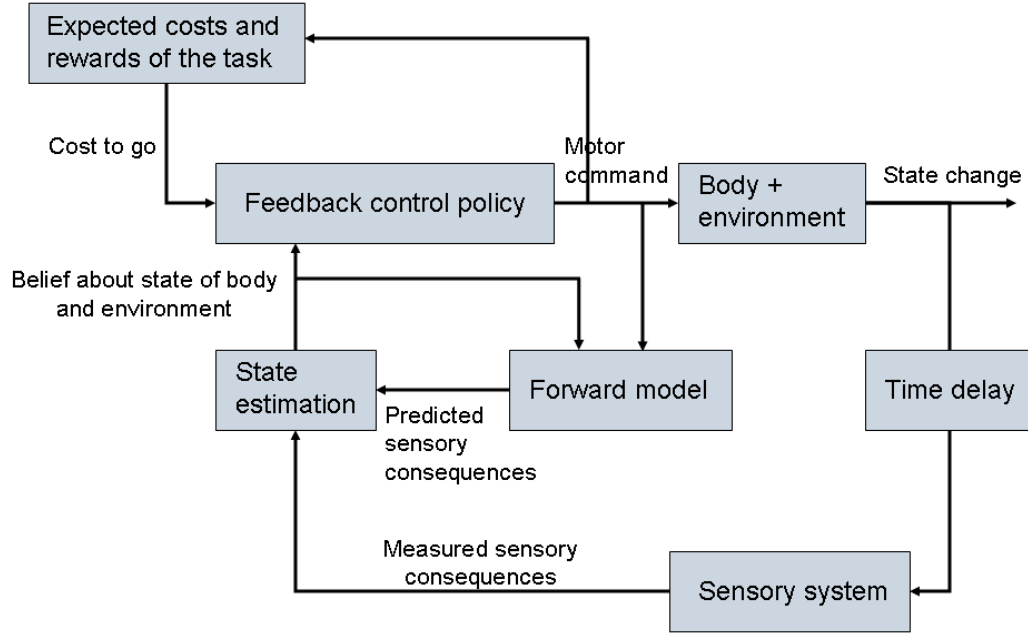 Expected costs and
rewards of the task
Cost to go
Motor
command
State change
Feedback control policy
Body +
environment
Belief about state of body
and environment
State
estimation
Forward model
Time delay
Predicted
sensory
consequences
Measured sensory
consequences
Sensory system